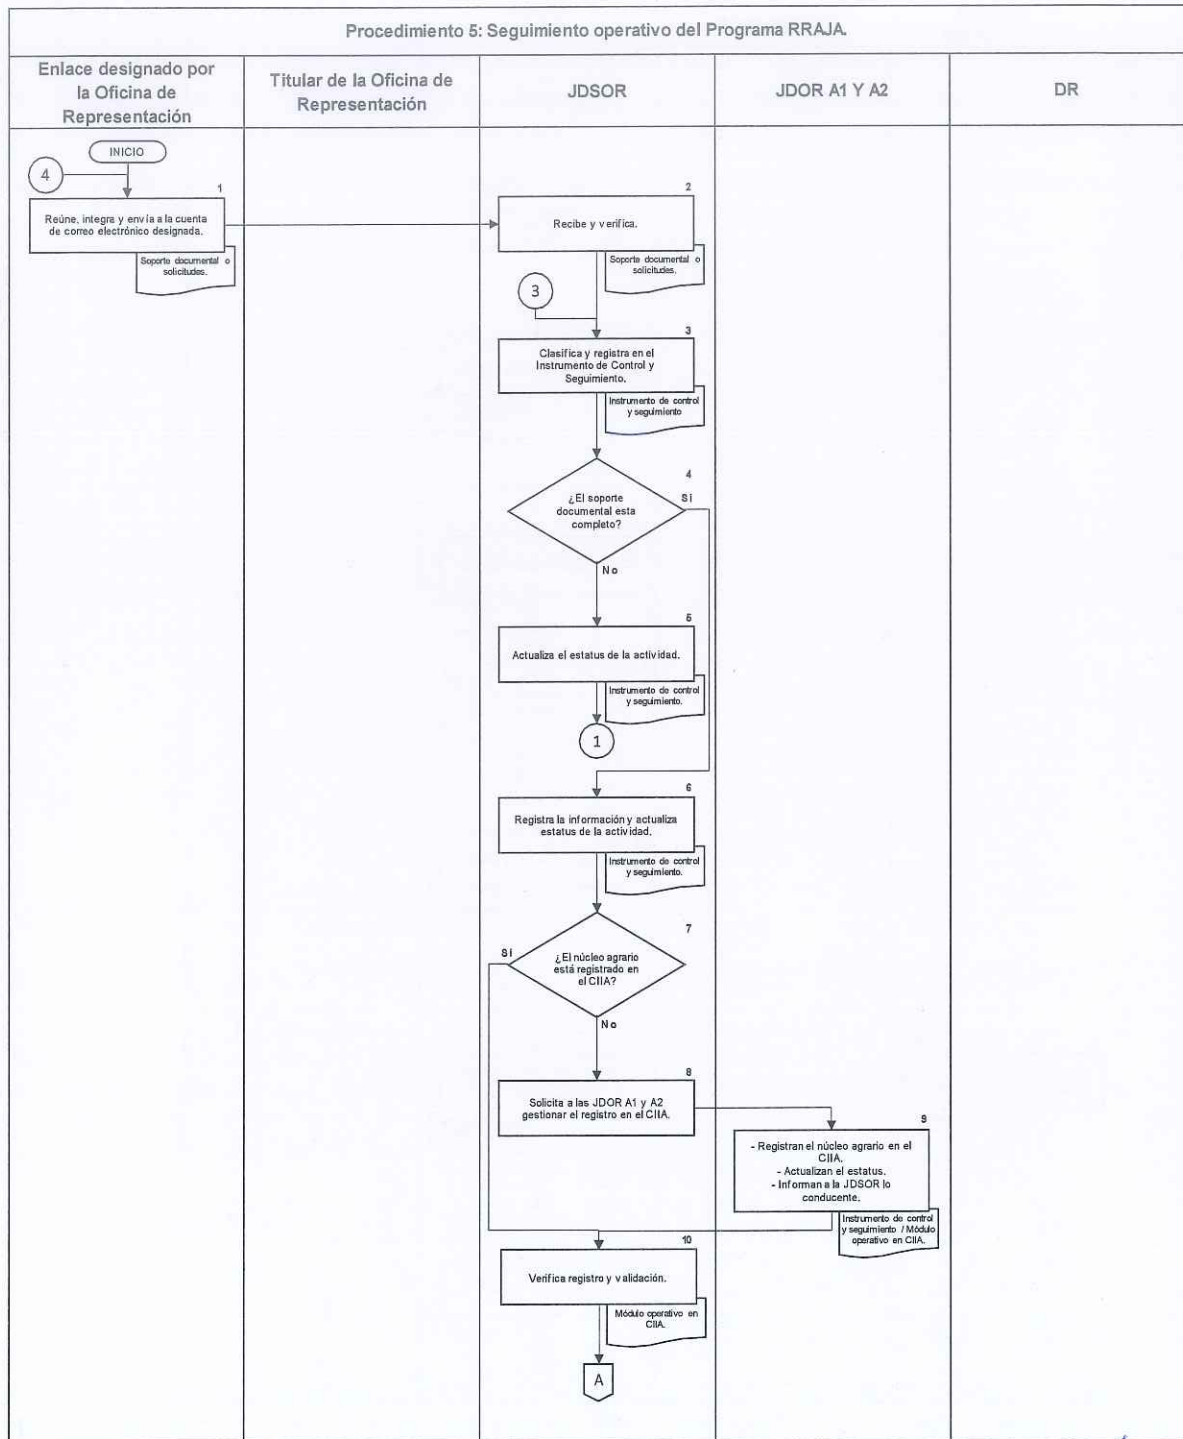 Procedimiento 5: Seguimiento operativo del Programa RRAJA.
Enlace designado por
la Oficina de
Representación
Titular de la Oficina de
Representación
JDSOR
JDOR A1 Y A2
DR
INICIO
4
1
Reúne, integra y envía a la cuenta
de correo electrónico designada.
Soporte documental o
solicitudes.
2
Recibe y verifica.
Soporte documental o
solicitudes.
3
3
Clasifica y registra en el
Instrumento de Control y
Seguimiento.
Instrumento de control
y seguimiento
4
¿El soporte
documental esta
completo?
Si
No
5
Actualiza el estatus de la actividad.
Instrumento de control
y seguimiento.
1
6
Registra la información y actualiza
estatus de la actividad.
Instrumento de control
y seguimiento.
7
Si
¿El núcleo agrario
está registrado en
el CIIA?
No
8
Solicita a las JDOR A1 y A2
gestionar el registro en el CIIA.
9
- Registran el núcleo agrario en el
CIIA.
- Actualizan el estatus.
- Informan a la JDSOR lo
conducente.
Instrumento de control
y seguimiento / Módulo
operativo en CIIA.
10
Verifica registro y validación.
Módulo operativo en
CIIA.
A